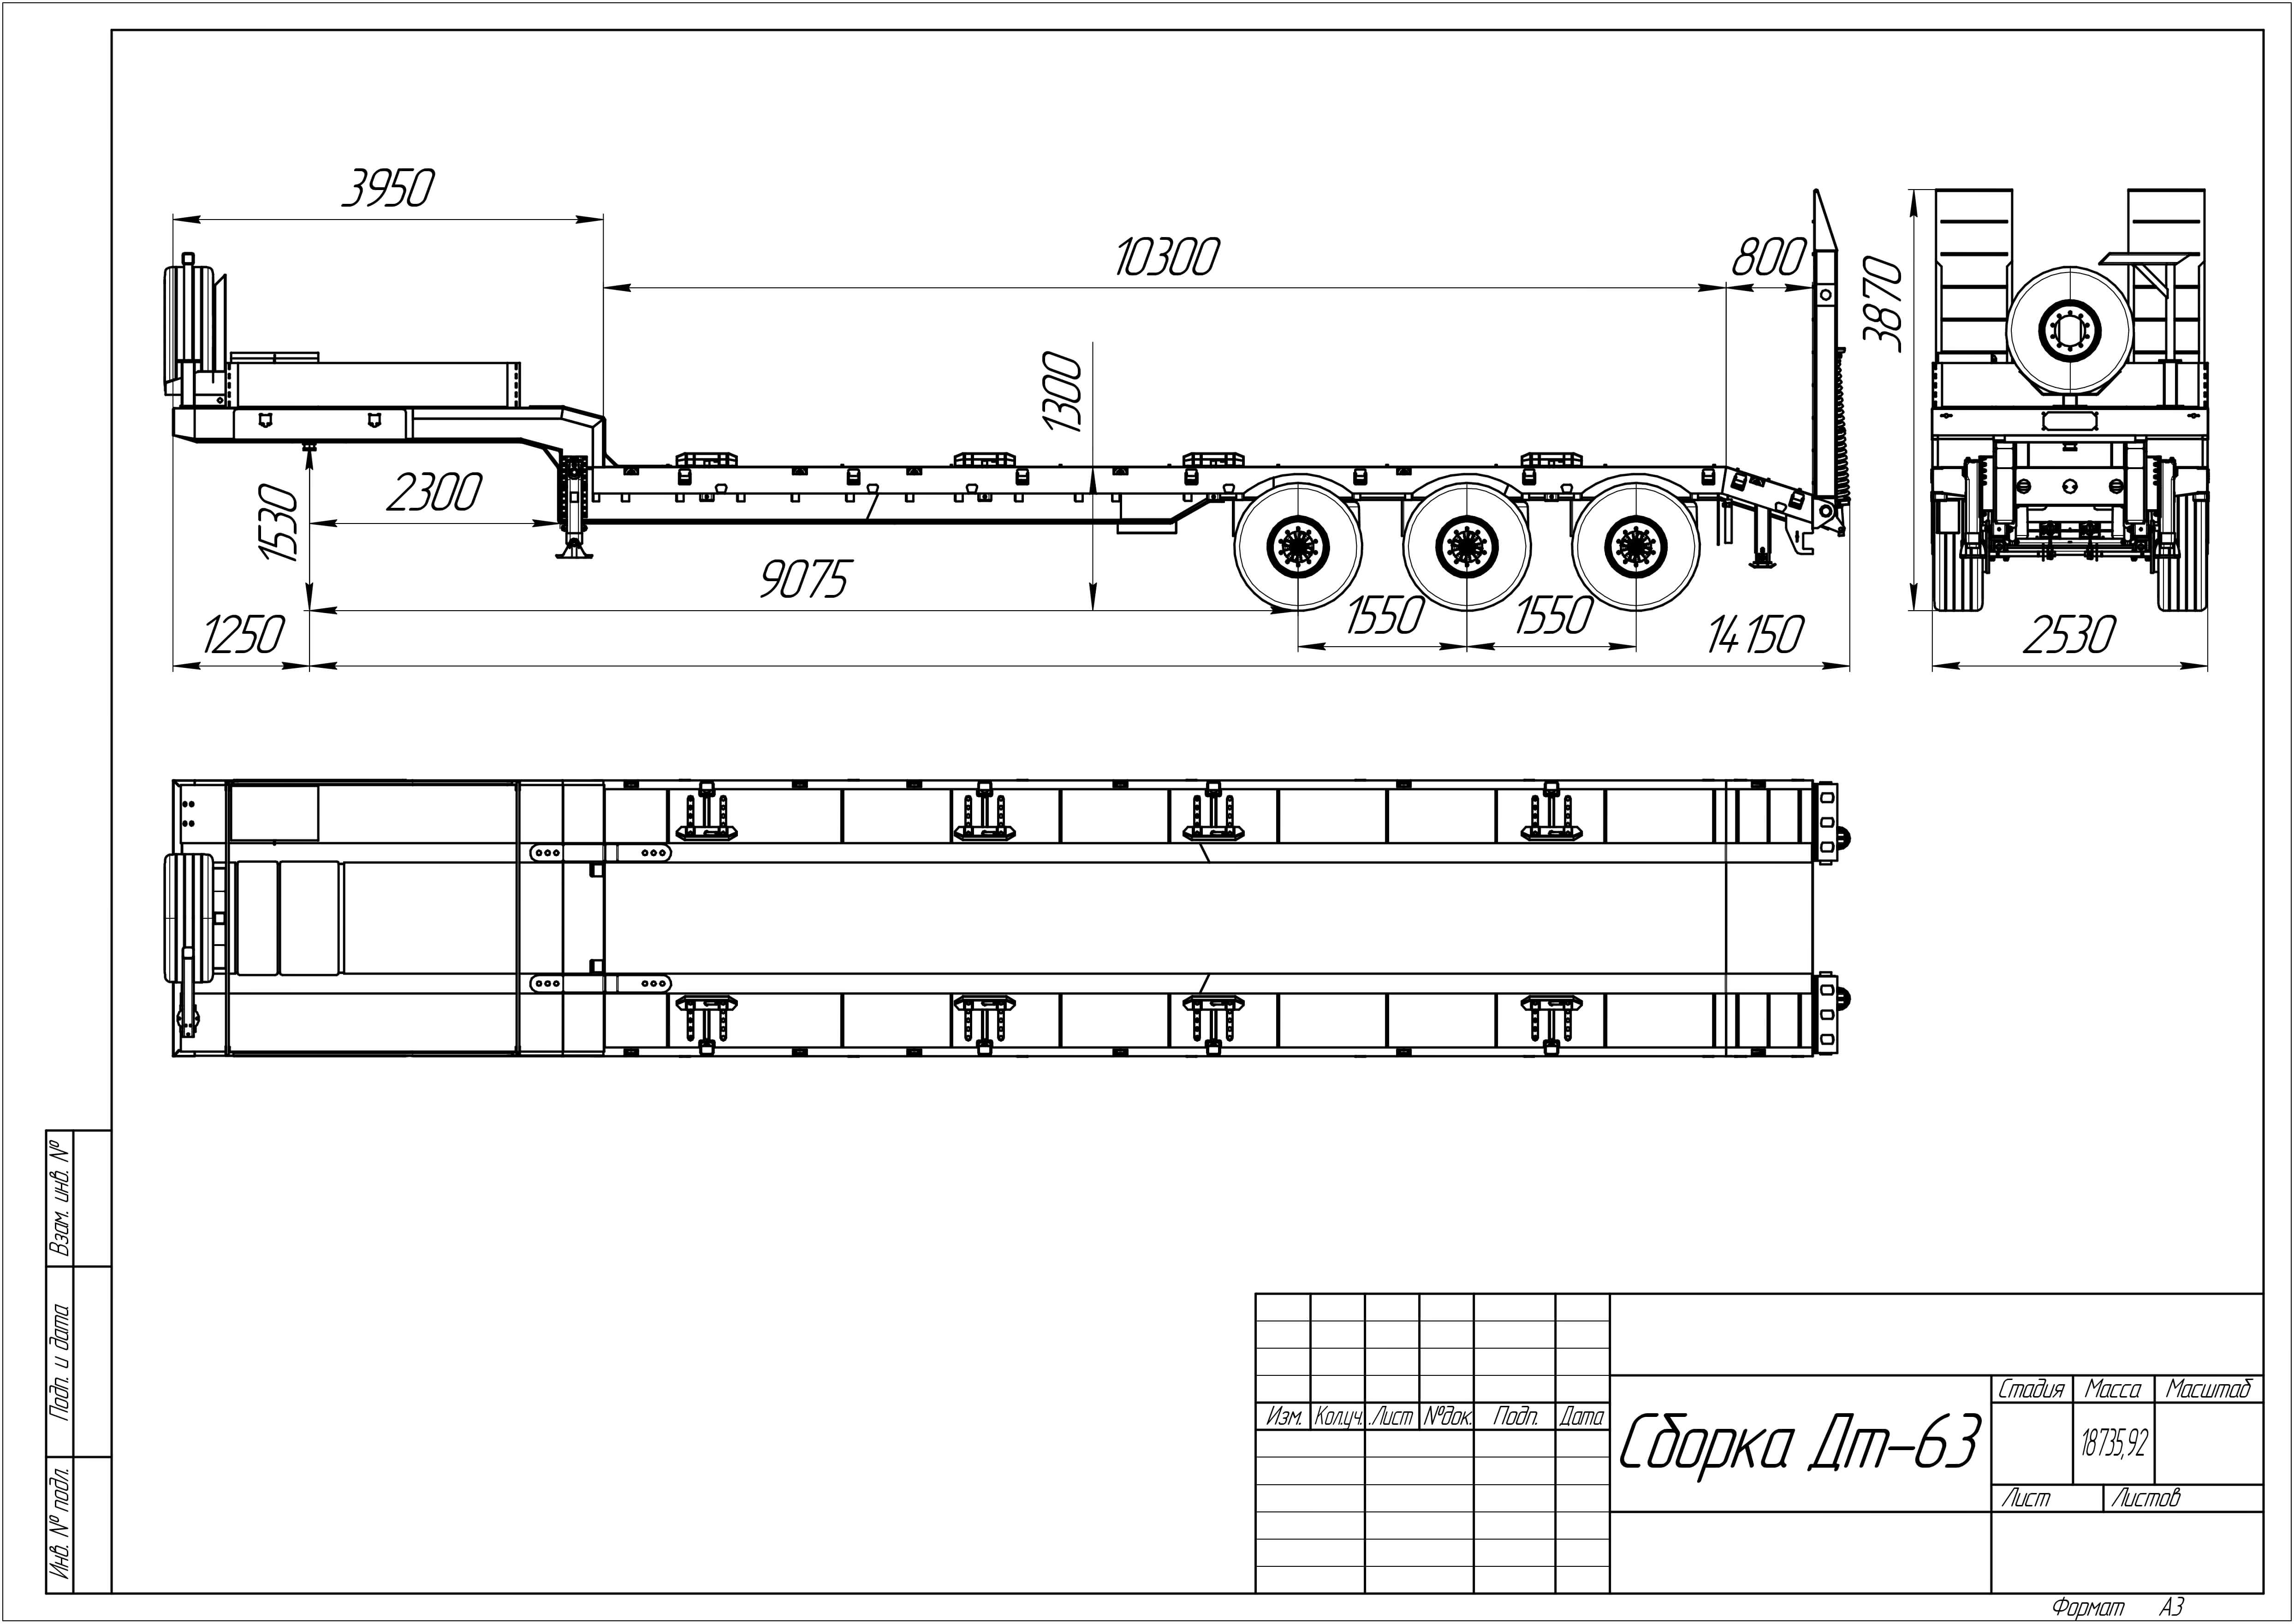 3950
10300
800
3870
1300
1530
2300
9075
1250
1550
1550
14150
2530
Взам. инв. №
Подп. и дата
Инв. № подл.
Изм. Кол.уч. Лист №док. Подп. Дата
Сборка Дт-63
Стадия Масса Масштаб
18735,92
Лист Листов
Формат А3